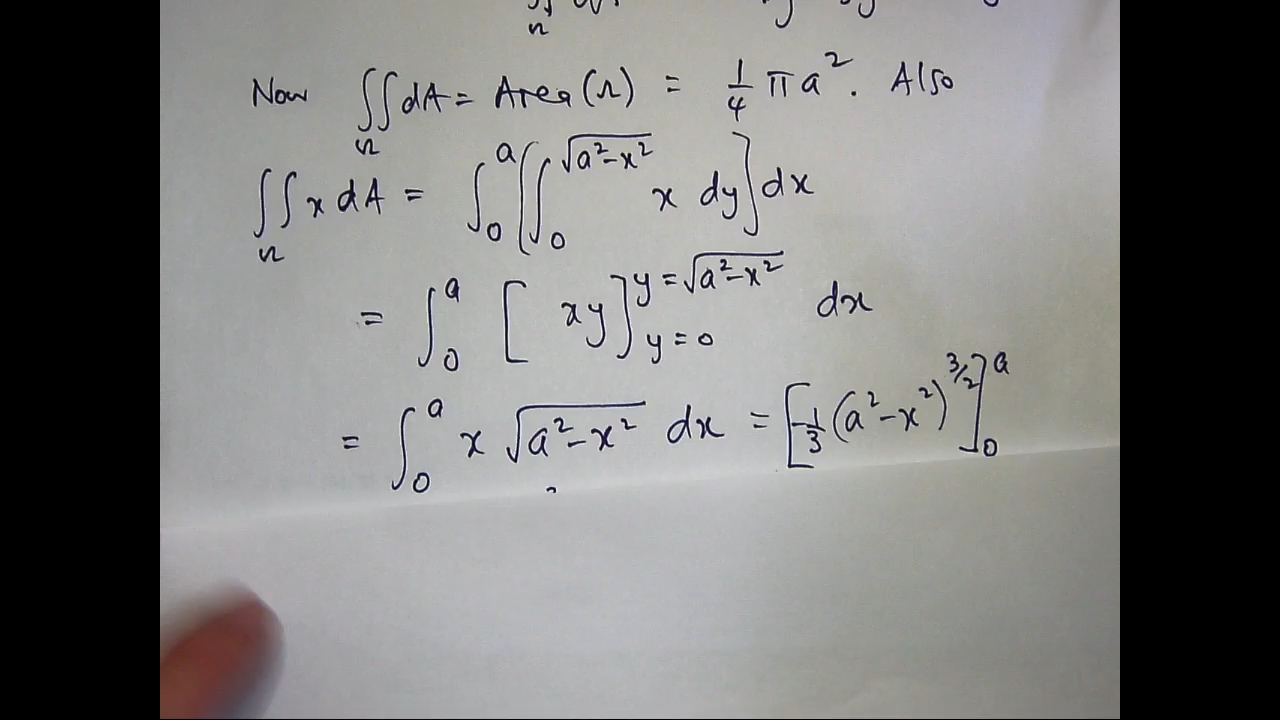 Now ∬_Ω dA = Area(Ω) = 1/4 πa². Also
∬_Ω x dA = ∫_0^a [∫_0^√(a²-x²) x dy] dx
= ∫_0^a [xy]_{y=0}^{y=√(a²-x²)} dx
= ∫_0^a x √(a²-x²) dx = [-1/3 (a²-x²)^{3/2}]_0^a